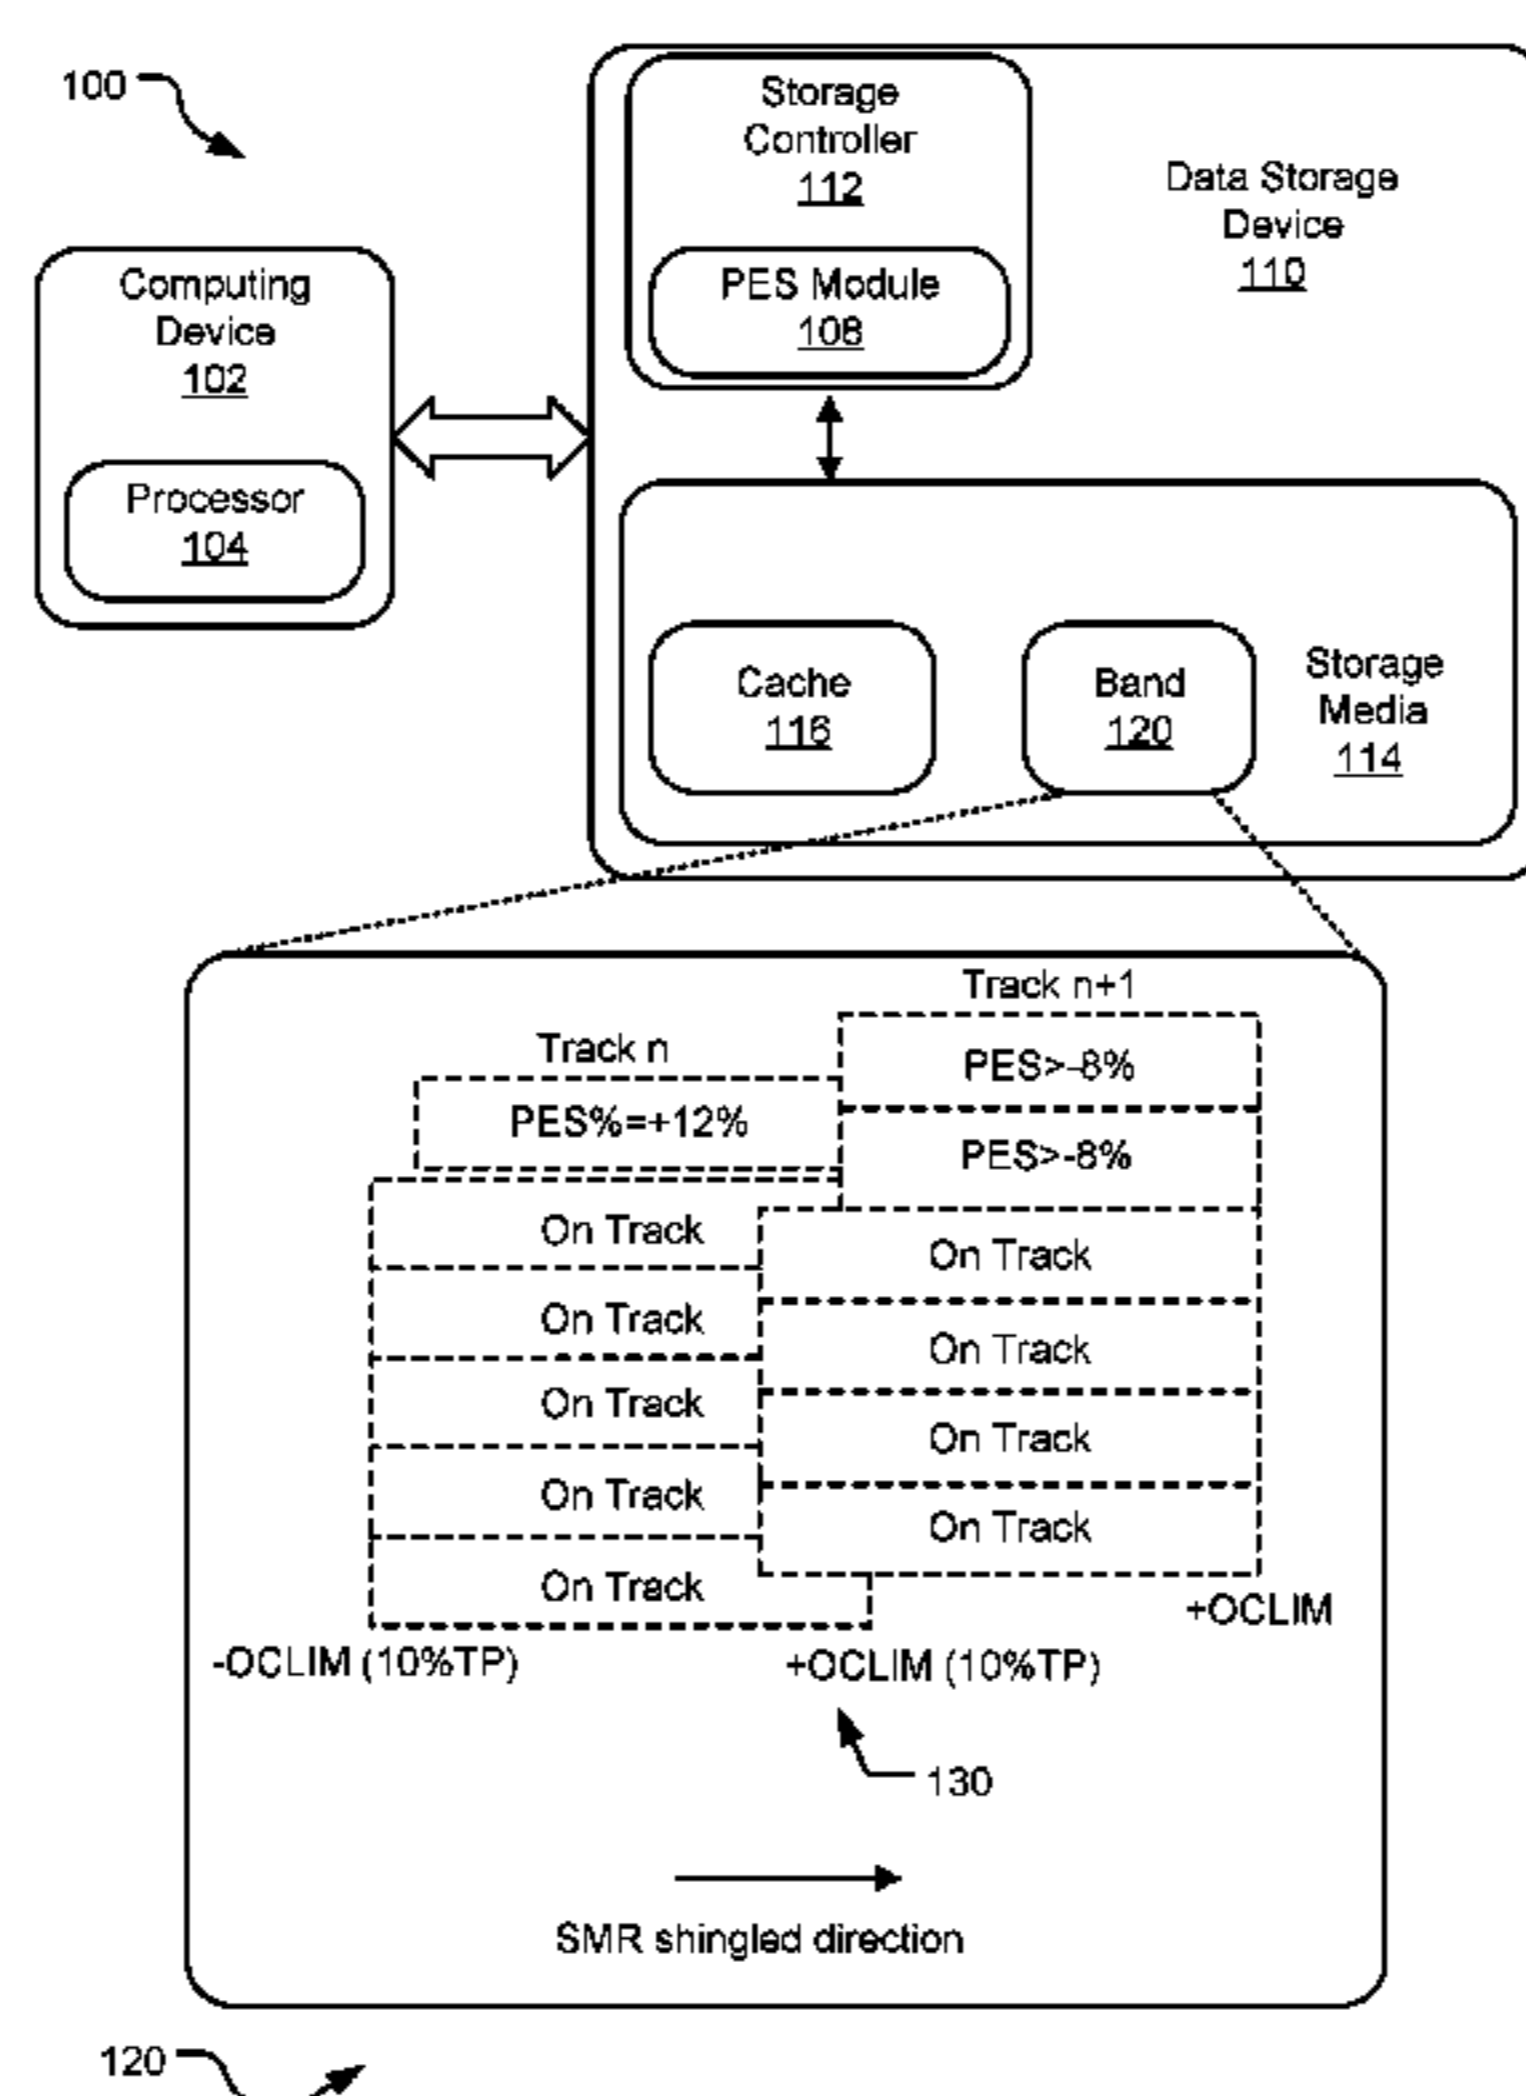 100
Storage
Controller
112
PES Module
108
Data Storage
Device
110
Computing
Device
102
Processor
104
Cache
116
Band
120
Storage
Media
114
Track n+1
Track n
PES>-8%
PES%=+12%
PES>-8%
On Track
On Track
On Track
On Track
On Track
On Track
On Track
On Track
On Track
+OCLIM
-OCLIM (10%TP)
+OCLIM (10%TP)
130
SMR shingled direction
120